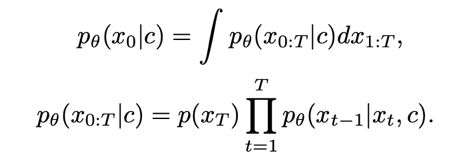 p_θ(x_0|c) = ∫ p_θ(x_{0:T}|c)dx_{1:T},
p_θ(x_{0:T}|c) = p(x_T) ∏_{t=1}^{T} p_θ(x_{t−1}|x_t, c).